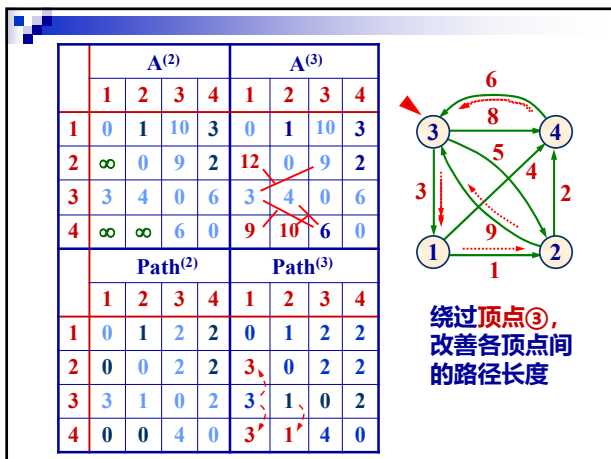 A(2) A(3)
1 2 3 4 1 2 3 4
1 0 1 10 3 0 1 10 3
2 ∞ 0 9 2 12 0 9 2
3 3 4 0 6 3 4 0 6
4 ∞ ∞ 6 0 9 10 6 0
Path(2) Path(3)
1 2 3 4 1 2 3 4
1 0 1 2 2 0 1 2 2
2 0 0 2 2 3 0 2 2
3 3 1 0 2 3 1 0 2
4 0 0 4 0 3 1 4 0
6
3 8 4
5
3 4 2
9
1 2
1
绕过顶点③,
改善各顶点间
的路径长度